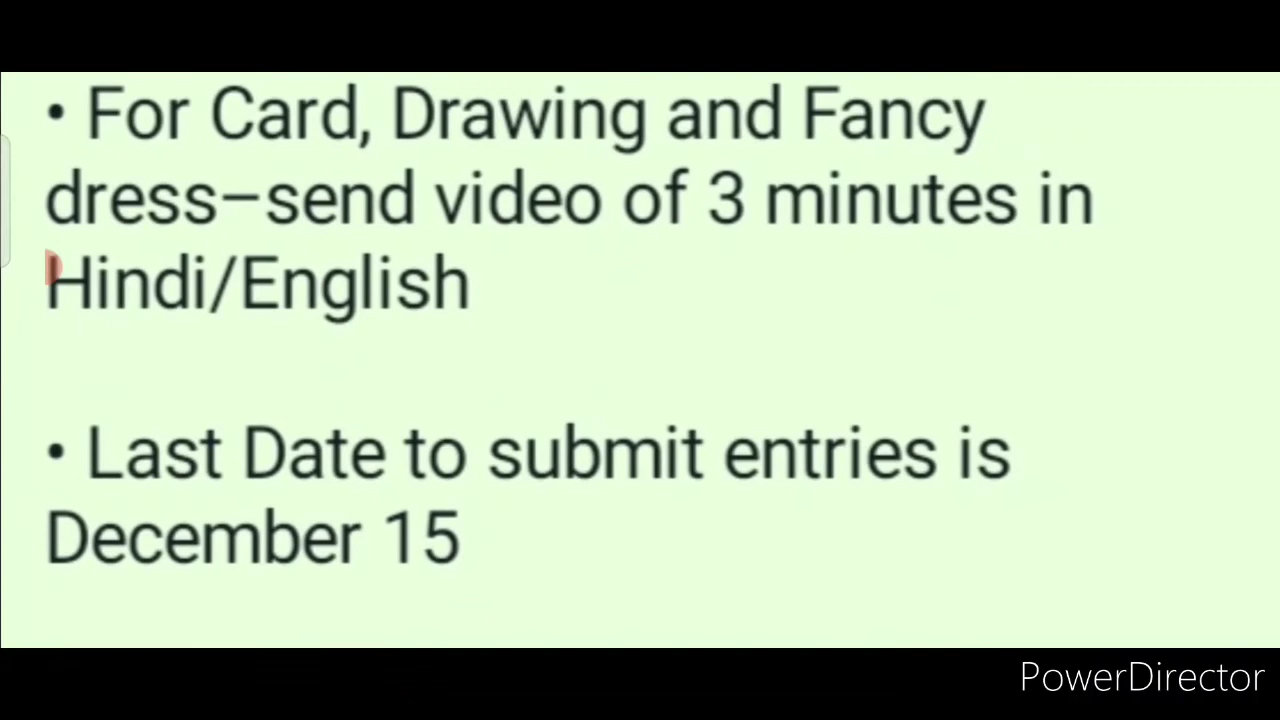 • For Card, Drawing and Fancy
dress–send video of 3 minutes in
Hindi/English
• Last Date to submit entries is
December 15
PowerDirector